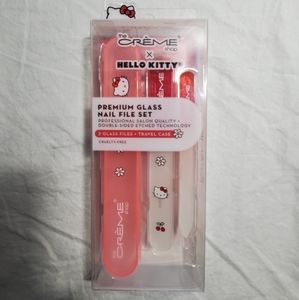 the
CRÈME
shop
×
HELLO KITTY®
PREMIUM GLASS
NAIL FILE SET
PROFESSIONAL SALON QUALITY +
DOUBLE SIDED ETCHED TECHNOLOGY
2 GLASS FILES + TRAVEL CASE
CRUELTY-FREE
the
CRÈME
shop